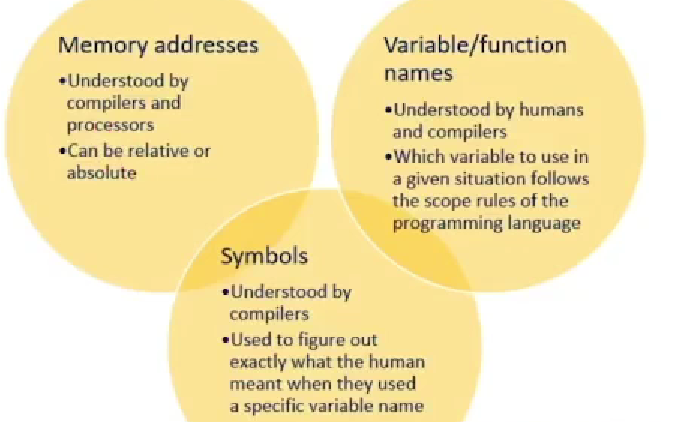 Memory addresses
•Understood by
compilers and
processors
•Can be relative or
absolute
Variable/function
names
•Understood by humans
and compilers
•Which variable to use in
a given situation follows
the scope rules of the
programming language
Symbols
•Understood by
compilers
•Used to figure out
exactly what the human
meant when they used
a specific variable name